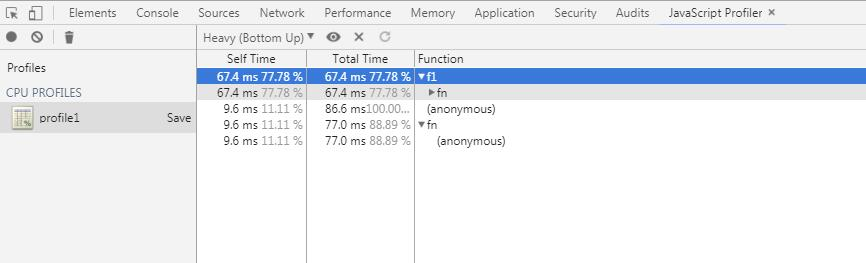 Elements Console Sources Network Performance Memory Application Security Audits JavaScript Profiler ×
Heavy (Bottom Up) ▼
Profiles
CPU PROFILES
profile1 Save
Self Time Total Time Function
67.4 ms 77.78 % 67.4 ms 77.78 % ▼f1
67.4 ms 77.78 % 67.4 ms 77.78 % ▶fn
9.6 ms 11.11 % 86.6 ms100.00... (anonymous)
9.6 ms 11.11 % 77.0 ms 88.89 % ▼fn
9.6 ms 11.11 % 77.0 ms 88.89 % (anonymous)